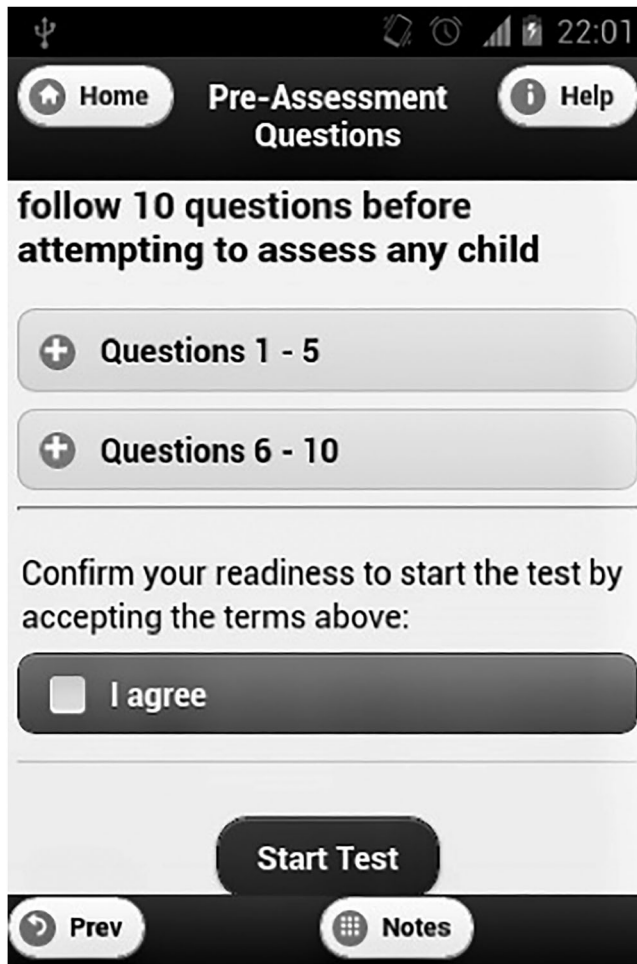 22:01
Home
Pre-Assessment
Questions
Help
follow 10 questions before
attempting to assess any child
Questions 1 - 5
Questions 6 - 10
Confirm your readiness to start the test by
accepting the terms above:
I agree
Start Test
Prev
Notes